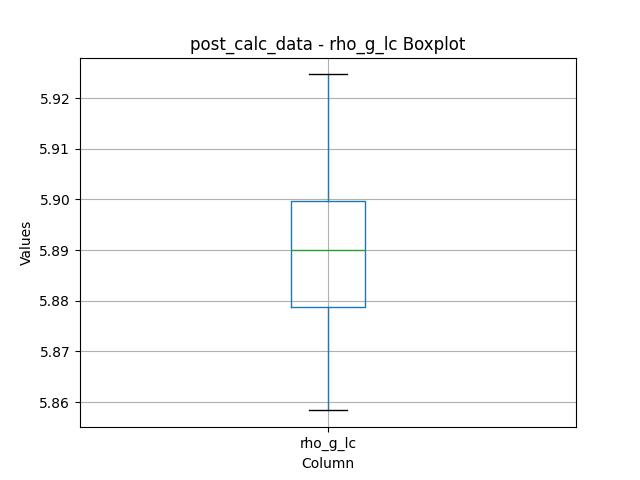 post_calc_data - rho_g_lc Boxplot
5.92
5.91
5.90
5.89
5.88
5.87
5.86
Values
rho_g_lc
Column